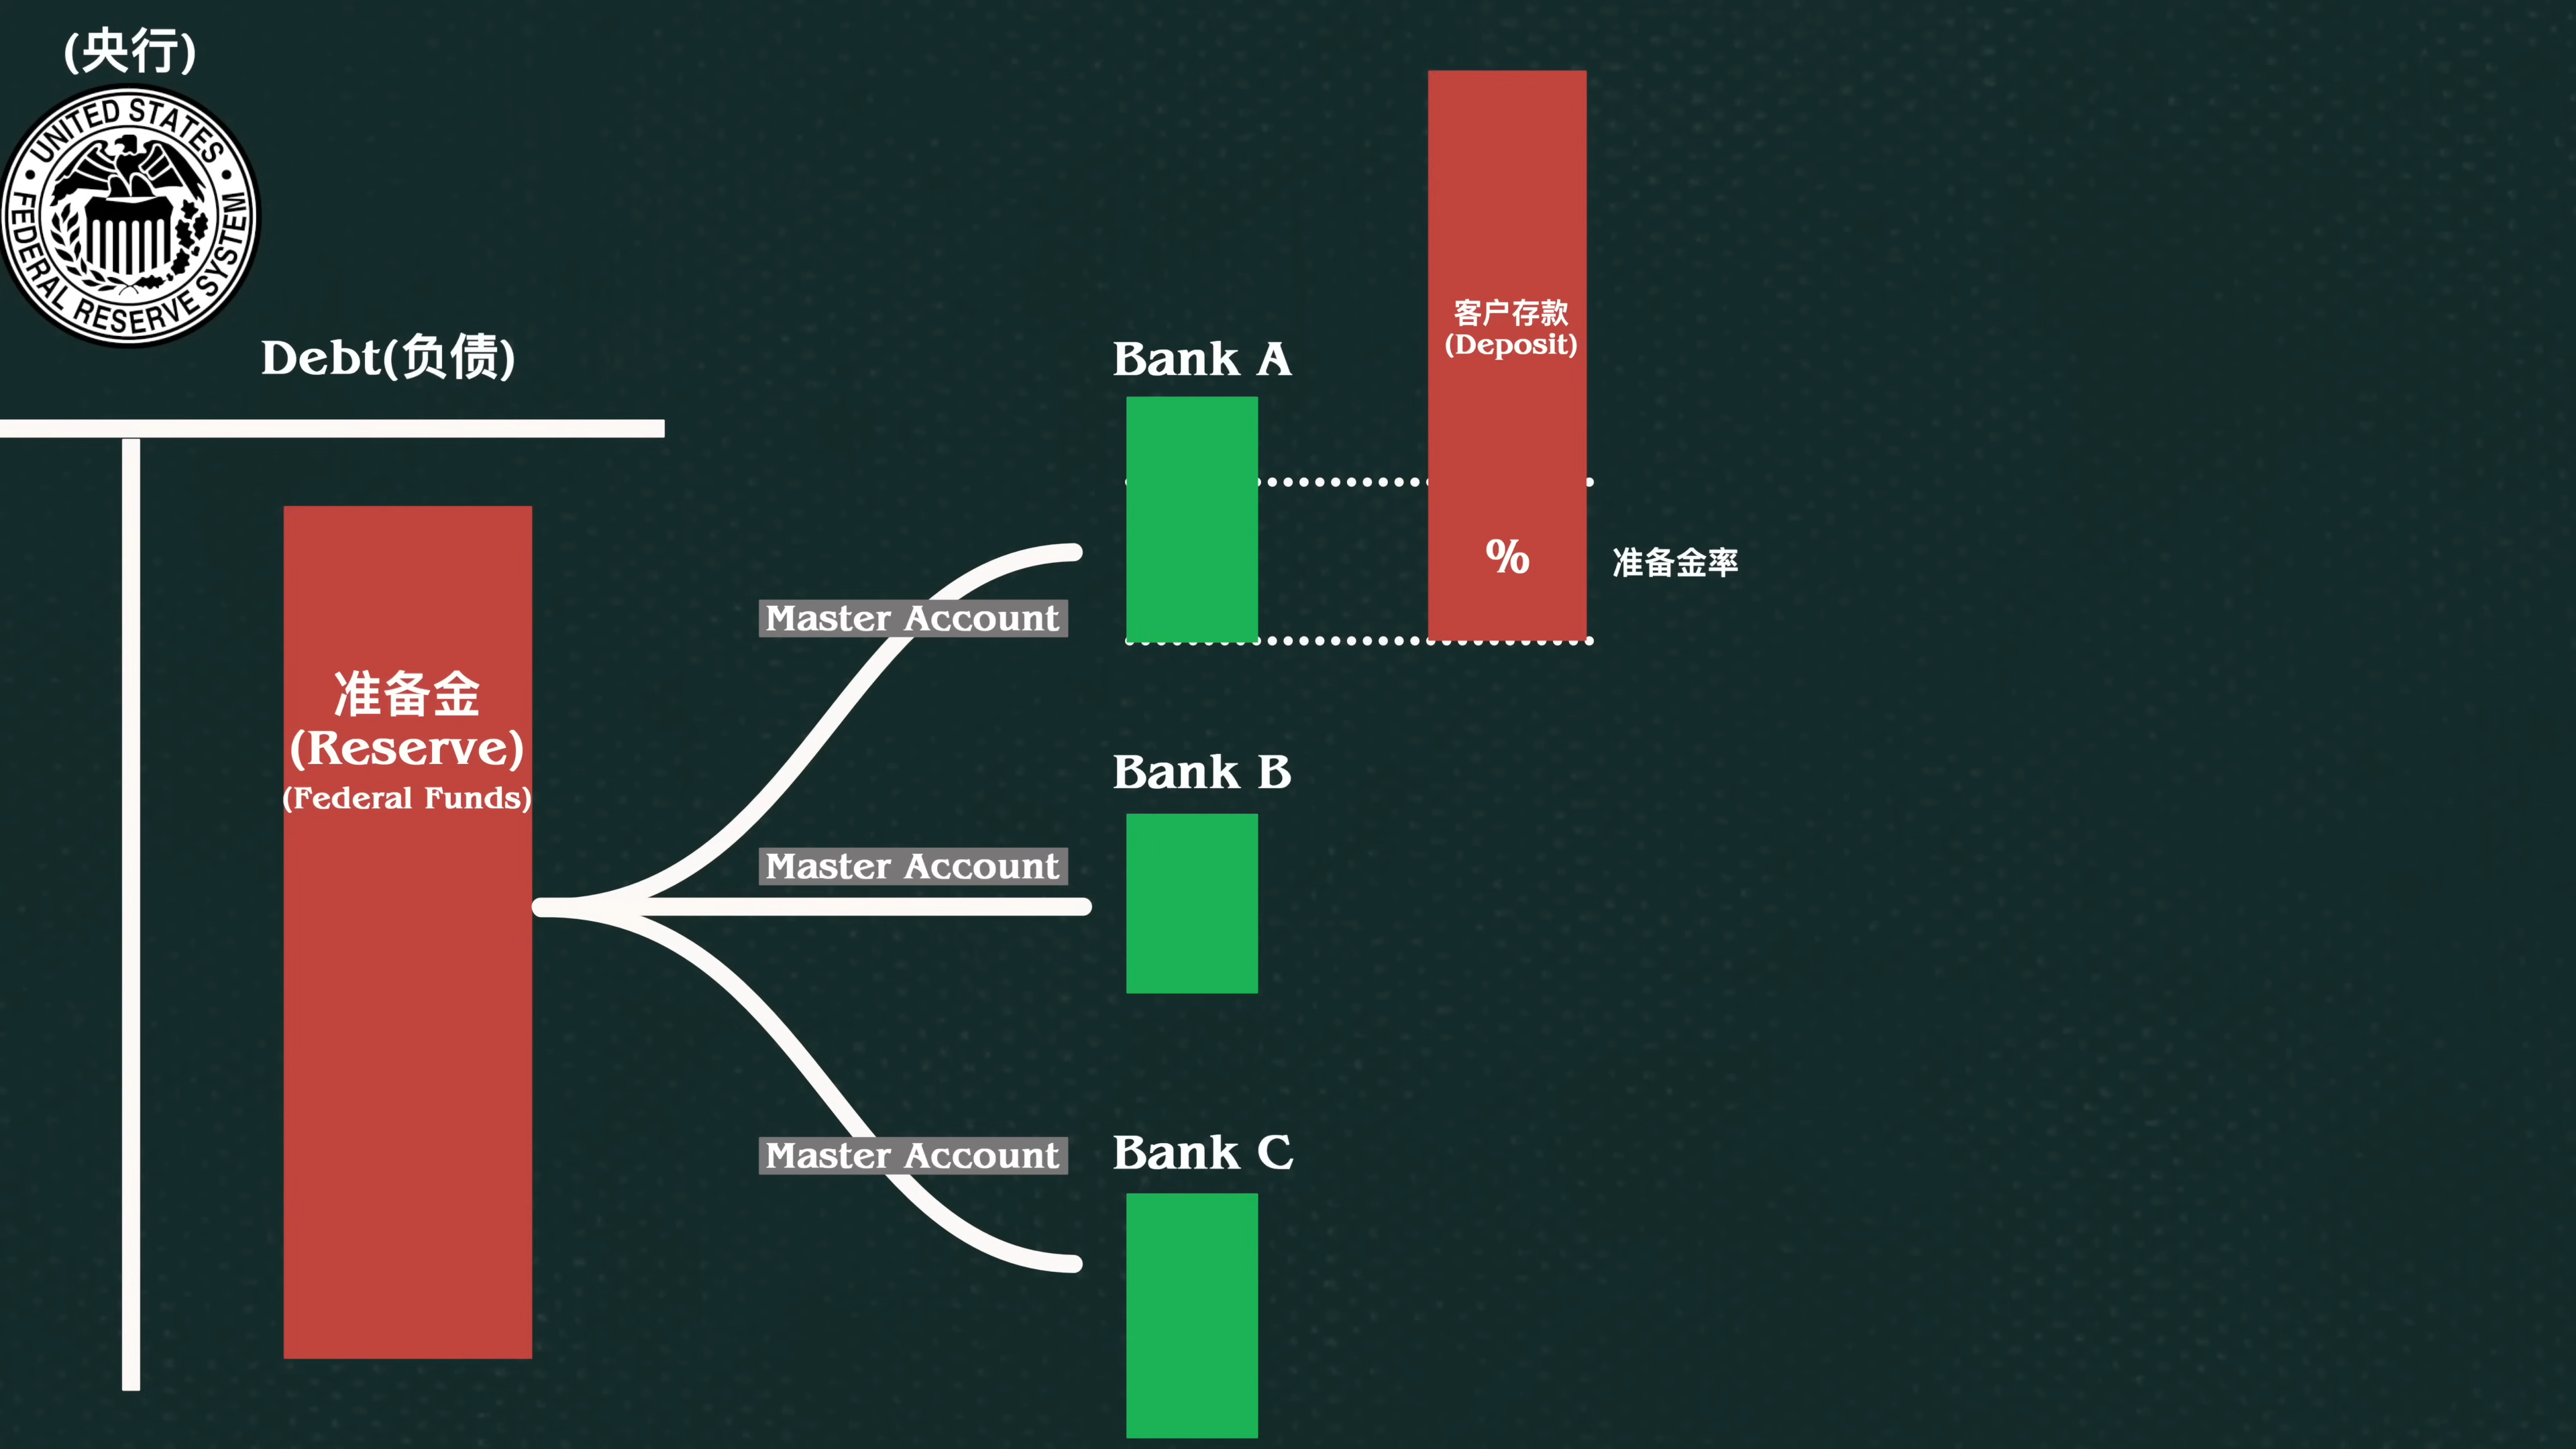 (央行)
UNITED STATES
FEDERAL RESERVE SYSTEM
Debt(负债)
准备金
(Reserve)
(Federal Funds)
Master Account
Master Account
Master Account
Bank A
Bank B
Bank C
客户存款
(Deposit)
%
准备金率